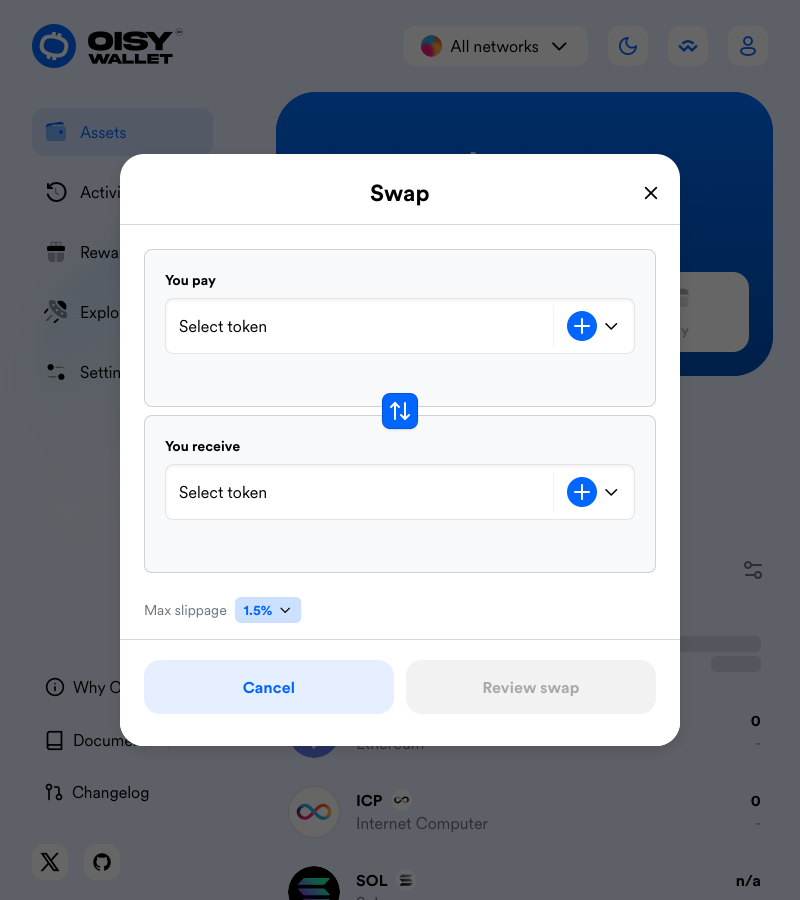 OISY
WALLET
All networks
Assets
Activi
Rewa
Explo
Settin
Swap
You pay
Select token
You receive
Select token
Max slippage 1.5%
Cancel Review swap
Why O
Docume
Changelog
0
-
Ethereum
ICP
0
Internet Computer
-
SOL
n/a